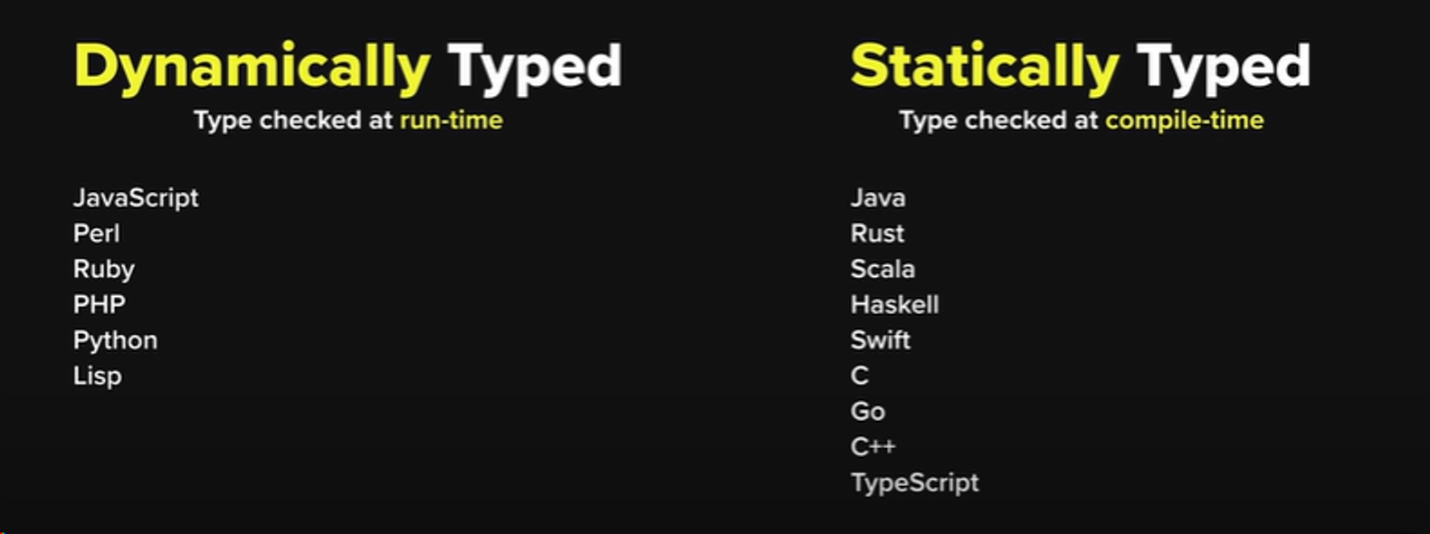 Dynamically Typed
Type checked at run-time
JavaScript
Perl
Ruby
PHP
Python
Lisp
Statically Typed
Type checked at compile-time
Java
Rust
Scala
Haskell
Swift
C
Go
C++
TypeScript